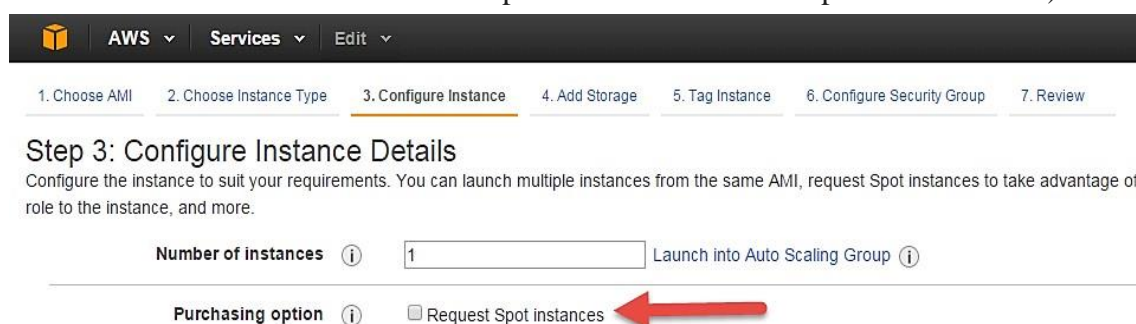 AWS Services Edit
1. Choose AMI 2. Choose Instance Type 3. Configure Instance 4. Add Storage 5. Tag Instance 6. Configure Security Group 7. Review
Step 3: Configure Instance Details
Configure the instance to suit your requirements. You can launch multiple instances from the same AMI, request Spot instances to take advantage of
role to the instance, and more.
Number of instances i 1 Launch into Auto Scaling Group i
Purchasing option i Request Spot instances